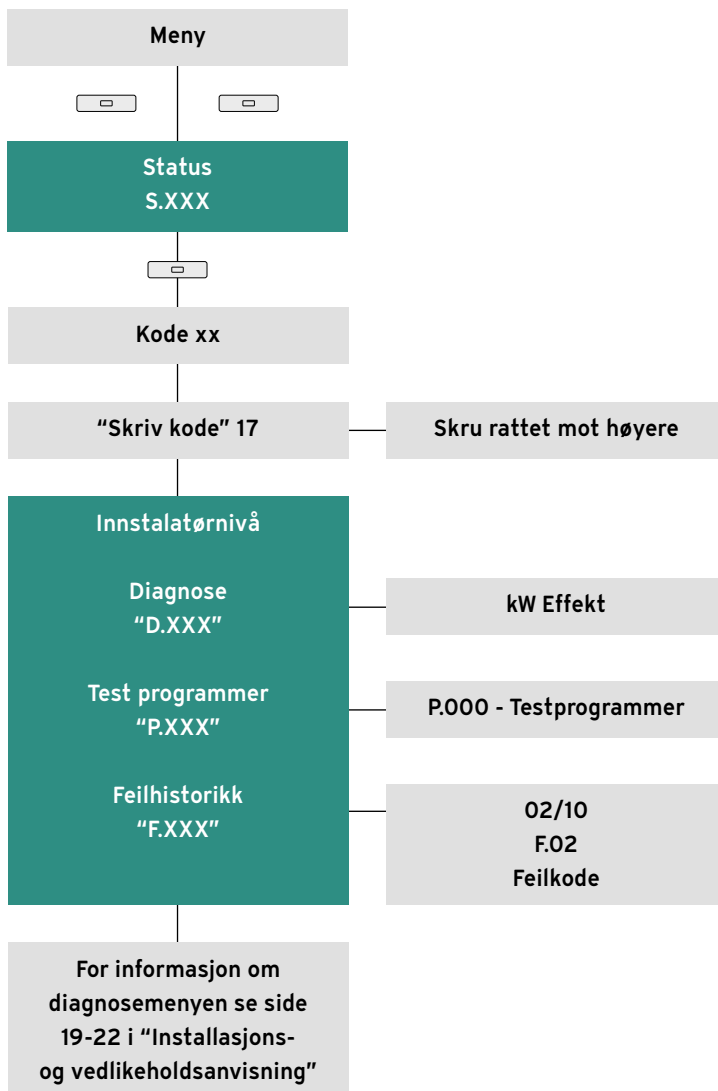 Meny
Status
S.XXX
Kode xx
“Skriv kode” 17
Skru rattet mot høyere
Innstalatørnivå
Diagnose
“D.XXX”
kW Effekt
Test programmer
“P.XXX”
P.000 - Testprogrammer
Feilhistorikk
“F.XXX”
02/10
F.02
Feilkode
For informasjon om
diagnosemenyen se side
19-22 i “Installasjons-
og vedlikeholdsanvisning”